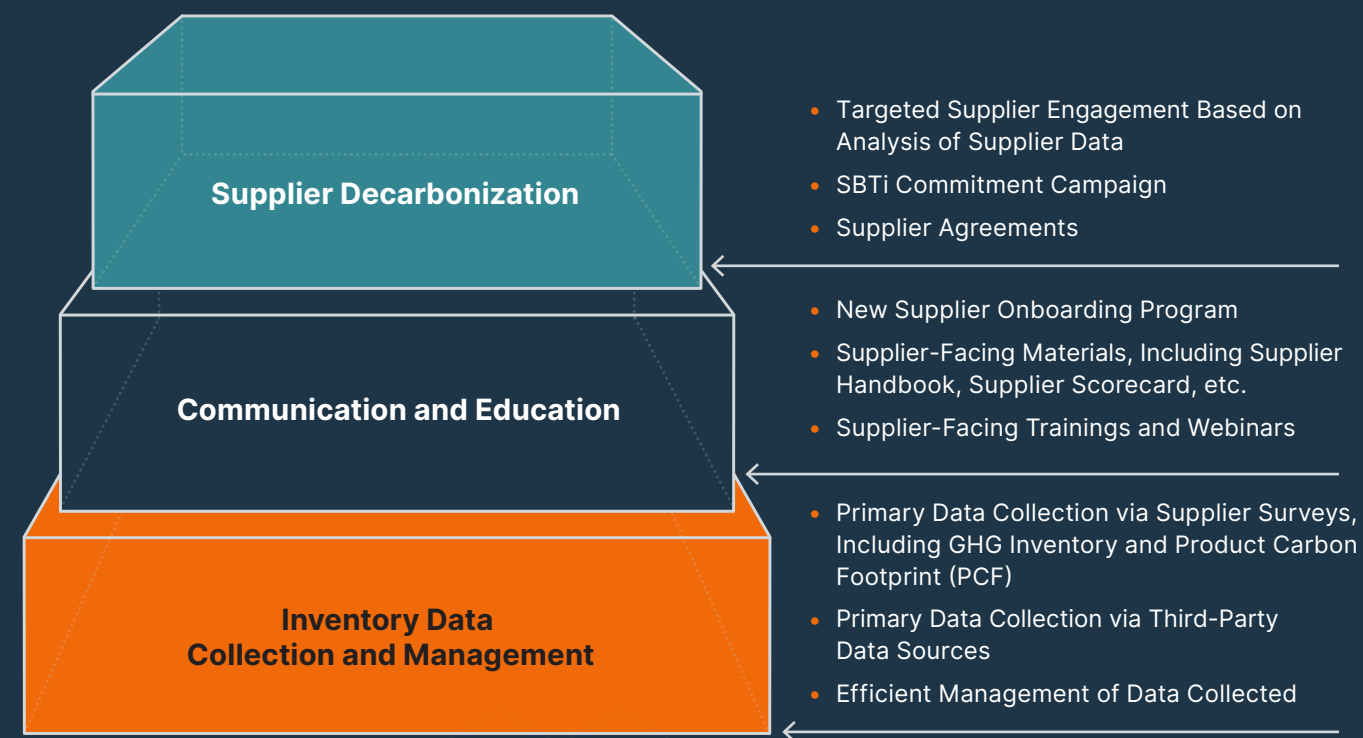 Supplier Decarbonization
• Targeted Supplier Engagement Based on
Analysis of Supplier Data
• SBTi Commitment Campaign
• Supplier Agreements
Communication and Education
• New Supplier Onboarding Program
• Supplier-Facing Materials, Including Supplier
Handbook, Supplier Scorecard, etc.
• Supplier-Facing Trainings and Webinars
Inventory Data
Collection and Management
• Primary Data Collection via Supplier Surveys,
Including GHG Inventory and Product Carbon
Footprint (PCF)
• Primary Data Collection via Third-Party
Data Sources
• Efficient Management of Data Collected